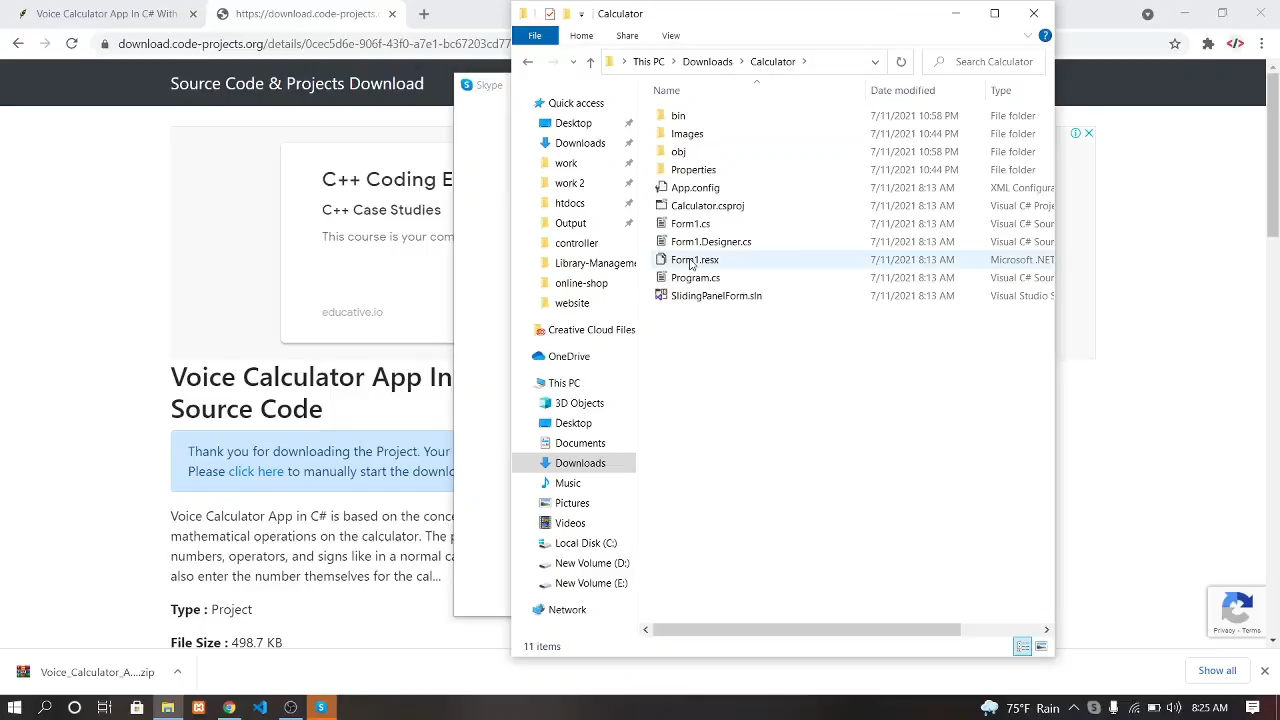 Voice Calculator App In C# With
https://download.code-projects.o
Calculator
File
Home
Share
View
This PC
Downloads
Calculator
Search Calculator
download.code-projects.org/details/0cec5
Source Code & Projects Download
Skype
Name
Date modified
Type
Quick access
Desktop
Downloads
work
work 2
htdocs
Output
controller
Library-Manageme
online-shop
website
Creative Cloud Files
OneDrive
This PC
3D Objects
Desktop
Documents
Downloads
Music
Pictures
Videos
Local Disk (C:)
New Volume (D:)
New Volume (E:)
Network
bin 7/11/2021 10:58 PM File folder
Images 7/11/2021 10:44 PM File folder
obj 7/11/2021 10:58 PM File folder
Properties 7/11/2021 10:44 PM File folder
App.config 7/11/2021 8:13 AM XML Configura
Calculator.csproj 7/11/2021 8:13 AM Visual C# Proje
Form1.cs 7/11/2021 8:13 AM Visual C# Sour
Form1.Designer.cs 7/11/2021 8:13 AM Visual C# Sour
Form1.resx 7/11/2021 8:13 AM Microsoft .NET
Program.cs 7/11/2021 8:13 AM Visual C# Sour
SlidingPanelForm.sln 7/11/2021 8:13 AM Visual Studio S
11 items
C++ Coding E
C++ Case Studies
This course is your com
educative.io
Voice Calculator App In
Source Code
Thank you for downloading the Project. Your
Please click here to manually start the downlo
Voice Calculator App in C# is based on the conce
mathematical operations on the calculator. The p
numbers, operators, and signs like in a normal ca
also enter the number themselves for the cal...
Type : Project
File Size : 498.7 KB
Privacy - Terms
Voice_Calculator_A....zip
Show all
75°F Rain
8:25 AM